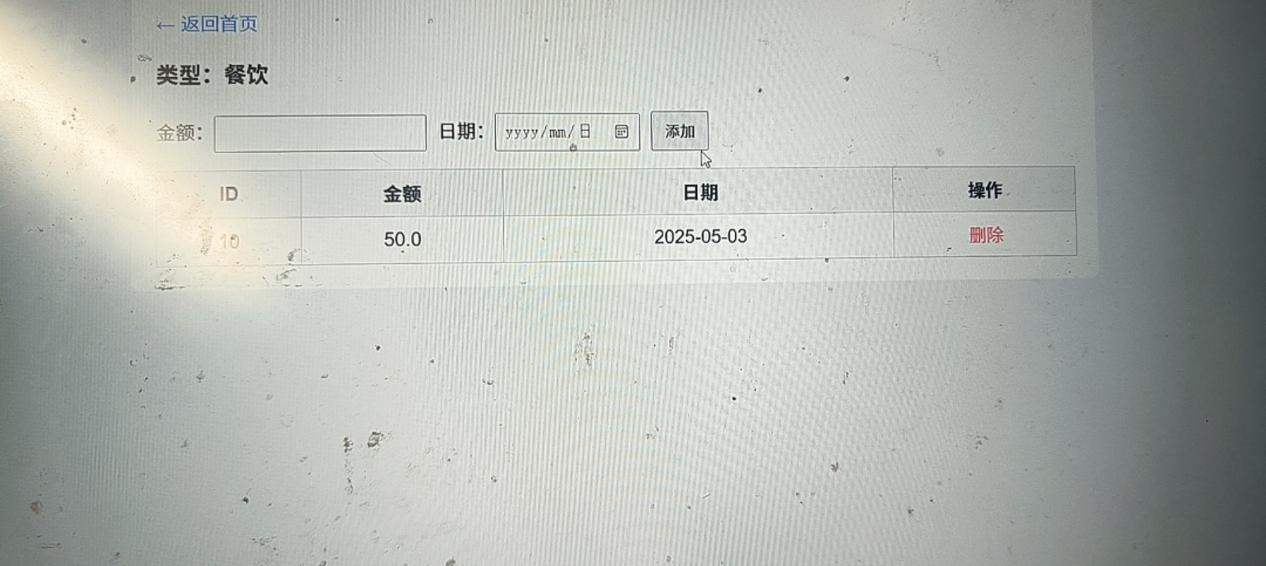 ← 返回首页
类型：餐饮
金额： 日期： yyyy/mm/日 添加
ID 金额 日期 操作
10 50.0 2025-05-03 删除